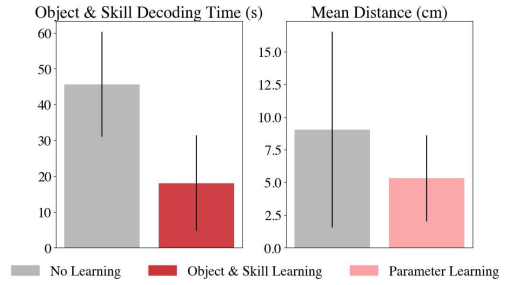 Object & Skill Decoding Time (s)
60
50
40
30
20
10
0
Mean Distance (cm)
15.0
12.5
10.0
7.5
5.0
2.5
0.0
No Learning
Object & Skill Learning
Parameter Learning